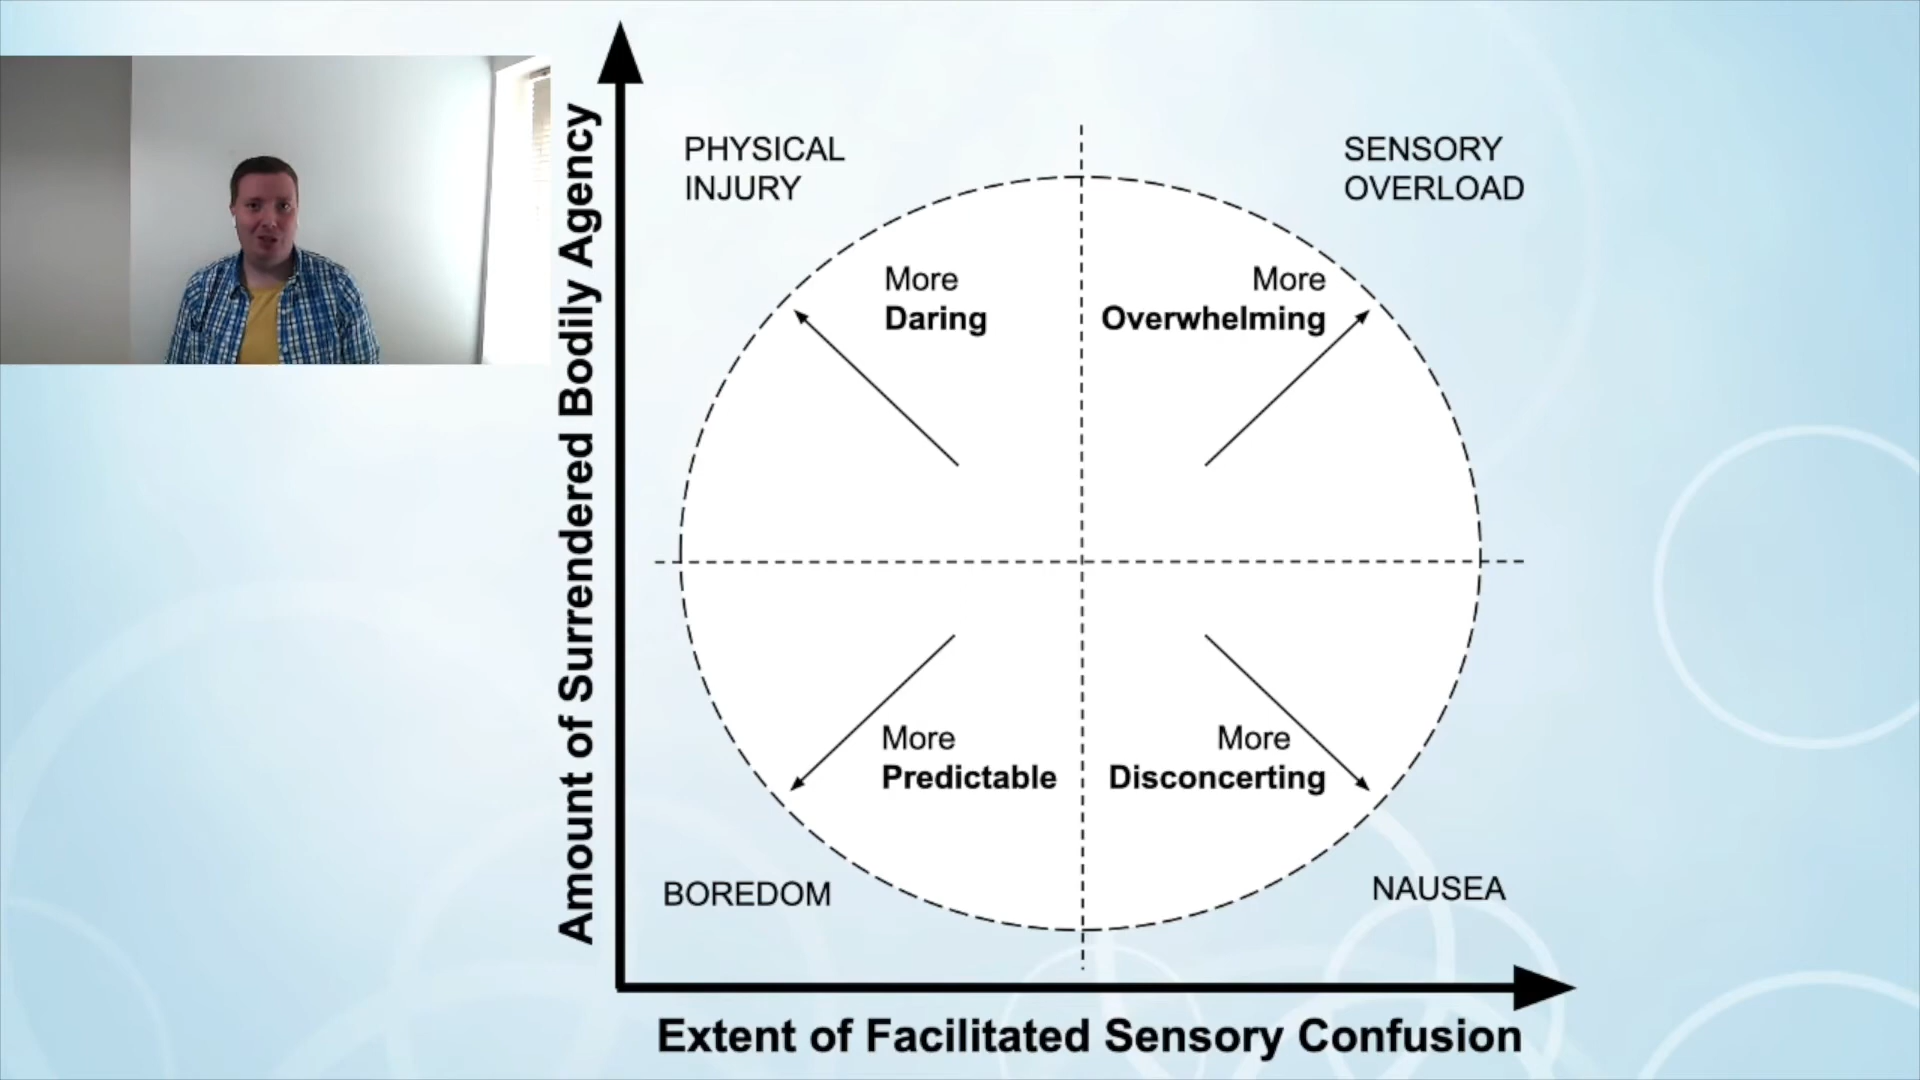 Amount of Surrendered Bodily Agency
PHYSICAL
INJURY
SENSORY
OVERLOAD
More
Daring
More
Overwhelming
More
Predictable
More
Disconcerting
BOREDOM
NAUSEA
Extent of Facilitated Sensory Confusion